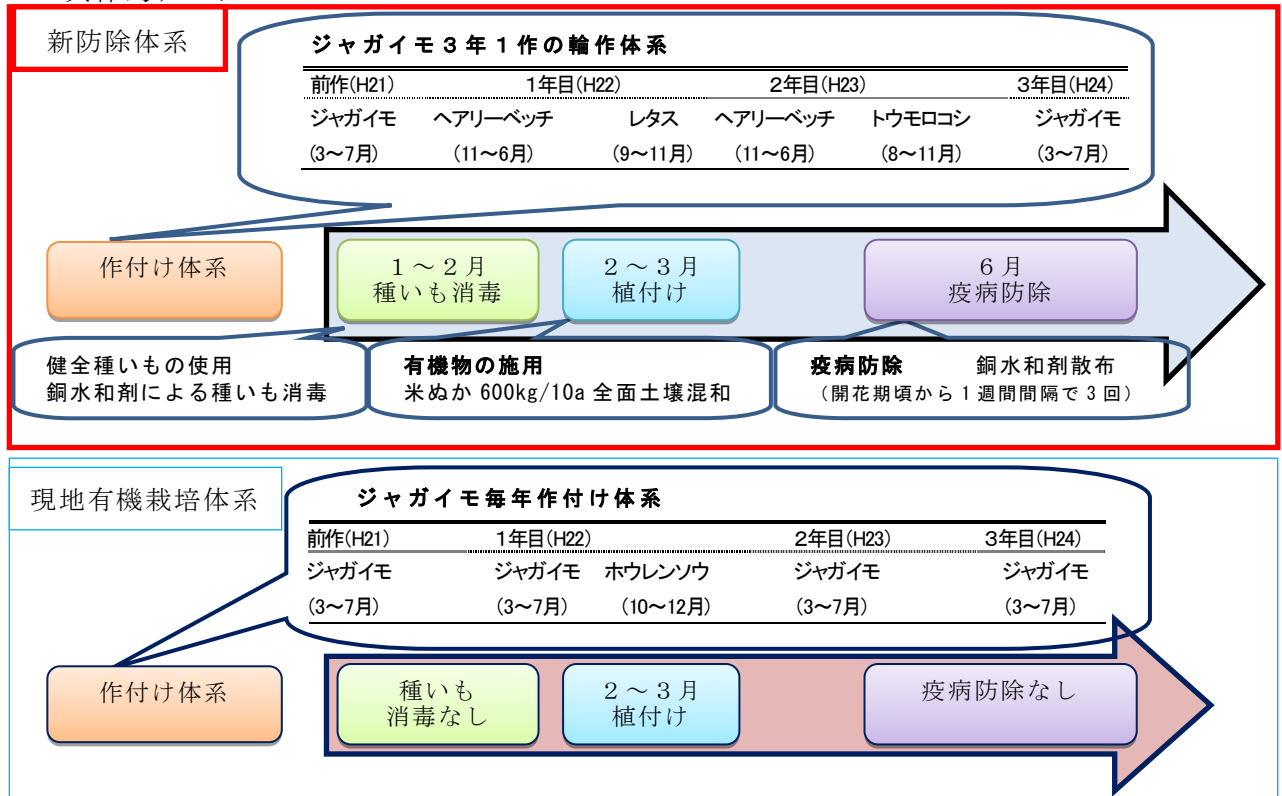 新防除体系
ジャガイモ３年１作の輪作体系
前作(H21) 1年目(H22) 2年目(H23) 3年目(H24)
ジャガイモ ヘアリーベッチ レタス ヘアリーベッチ トウモロコシ ジャガイモ
(3～7月) (11～6月) (9～11月) (11～6月) (8～11月) (3～7月)
作付け体系
１～２月
種いも消毒
２～３月
植付け
６月
疫病防除
健全種いもの使用
銅水和剤による種いも消毒
有機物の施用
米ぬか 600kg/10a 全面土壌混和
疫病防除 銅水和剤散布
（開花期頃から１週間間隔で３回）
現地有機栽培体系
ジャガイモ毎年作付け体系
前作(H21) 1年目(H22) 2年目(H23) 3年目(H24)
ジャガイモ ジャガイモ ホウレンソウ ジャガイモ ジャガイモ
(3～7月) (3～7月) (10～12月) (3～7月) (3～7月)
作付け体系
種いも
消毒なし
２～３月
植付け
疫病防除なし